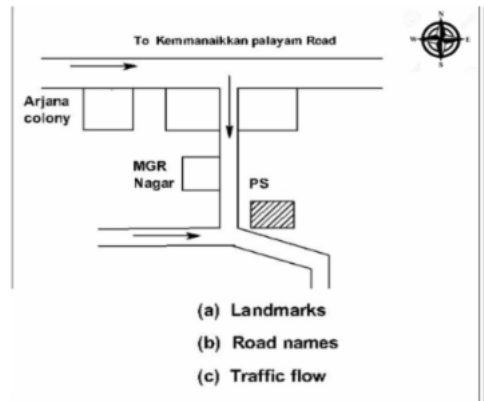 N
W E
S
To Kemmanaikkan palayam Road
Arjana
colony
MGR
Nagar
PS
(a) Landmarks
(b) Road names
(c) Traffic flow